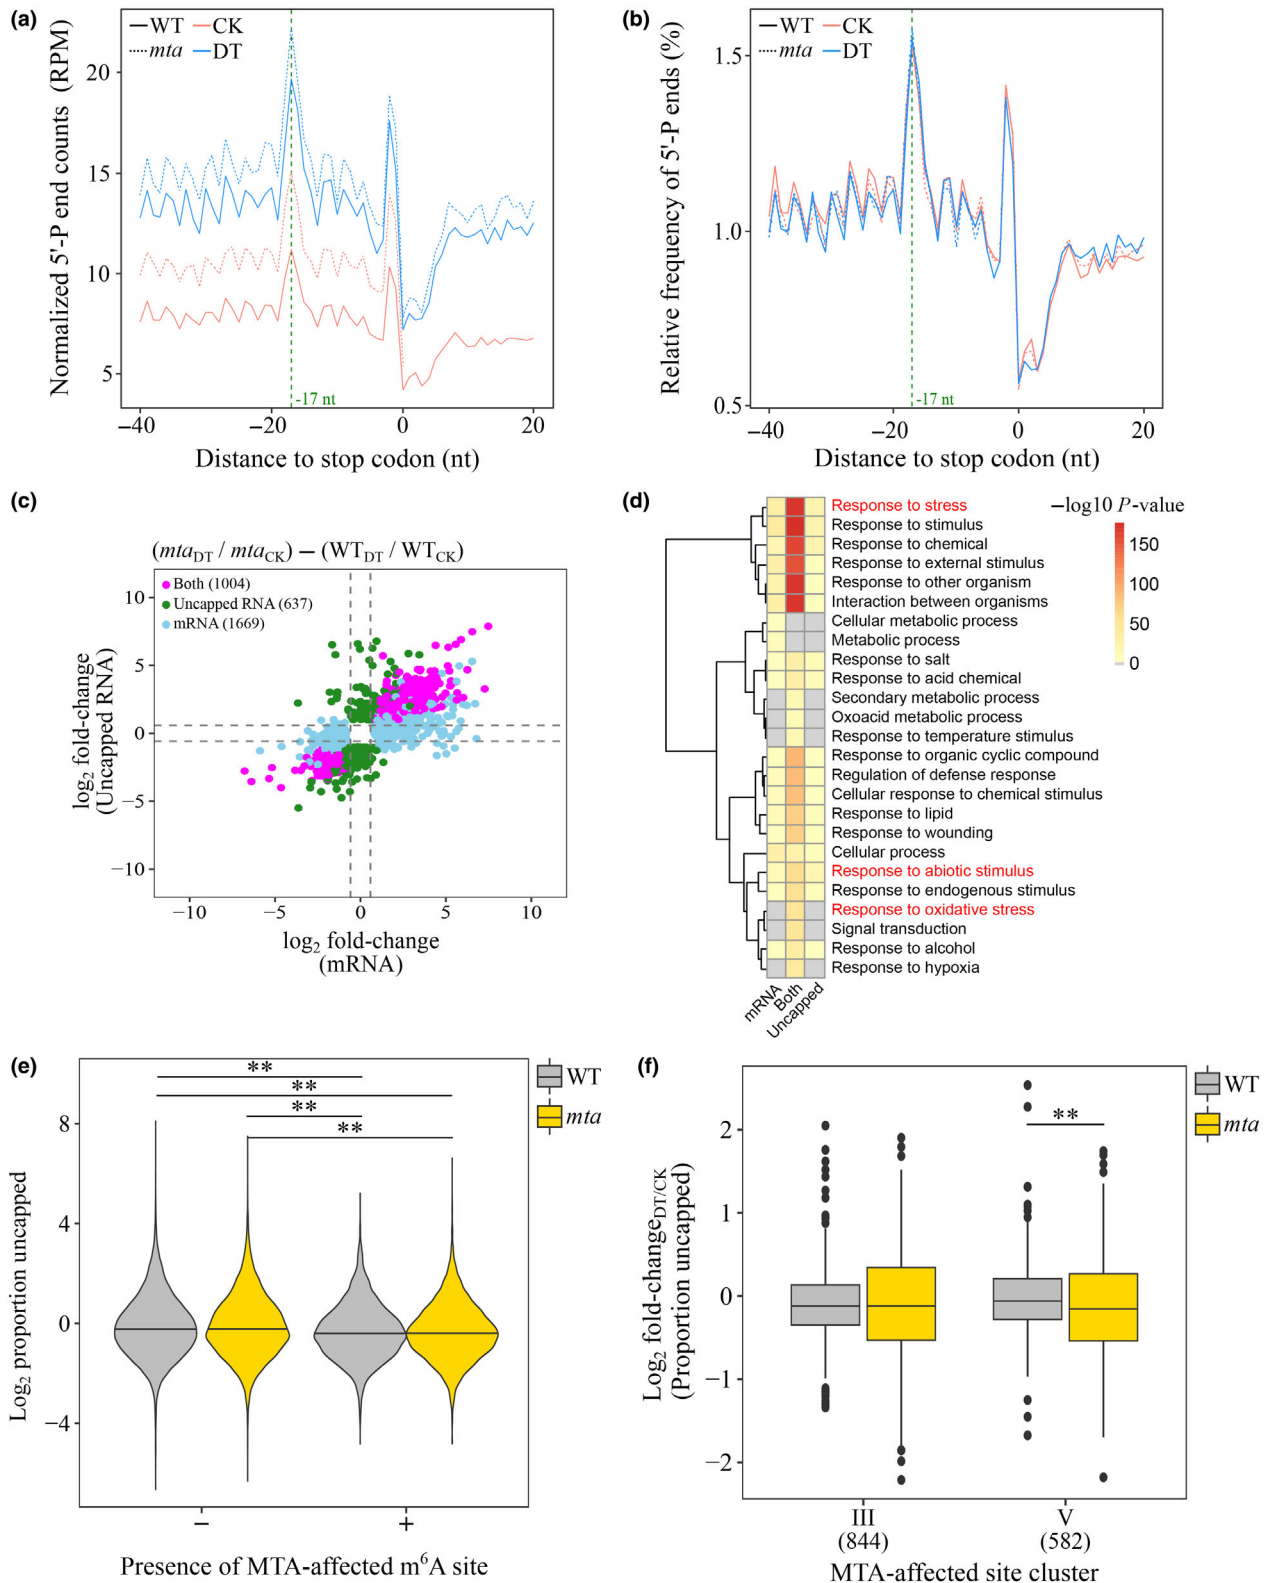 (a)
WT
CK
mta
DT
Normalized 5'-P end counts (RPM)
20
15
10
5
-17 nt
−40
−20
0
20
Distance to stop codon (nt)
(b)
WT
CK
mta
DT
Relative frequency of 5'-P ends (%)
1.5
1.0
0.5
-17 nt
−40
−20
0
20
Distance to stop codon (nt)
(c)
(mtaDT / mtaCK) − (WTDT / WTCK)
Both (1004)
Uncapped RNA (637)
mRNA (1669)
log2 fold-change
(Uncapped RNA)
10
5
0
−5
−10
−10
−5
0
5
10
log2 fold-change
(mRNA)
(d)
Response to stress
Response to stimulus
Response to chemical
Response to external stimulus
Response to other organism
Interaction between organisms
Cellular metabolic process
Metabolic process
Response to salt
Response to acid chemical
Secondary metabolic process
Oxoacid metabolic process
Response to temperature stimulus
Response to organic cyclic compound
Regulation of defense response
Cellular response to chemical stimulus
Response to lipid
Response to wounding
Cellular process
Response to abiotic stimulus
Response to endogenous stimulus
Response to oxidative stress
Signal transduction
Response to alcohol
Response to hypoxia
mRNA
Both
Uncapped
−log10 P-value
150
100
50
0
(e)
WT
mta
**
**
**
**
Log2 proportion uncapped
8
4
0
−4
−
+
Presence of MTA-affected m6A site
(f)
WT
mta
**
Log2 fold-changeDT/CK
(Proportion uncapped)
2
1
0
−1
−2
III
(844)
V
(582)
MTA-affected site cluster